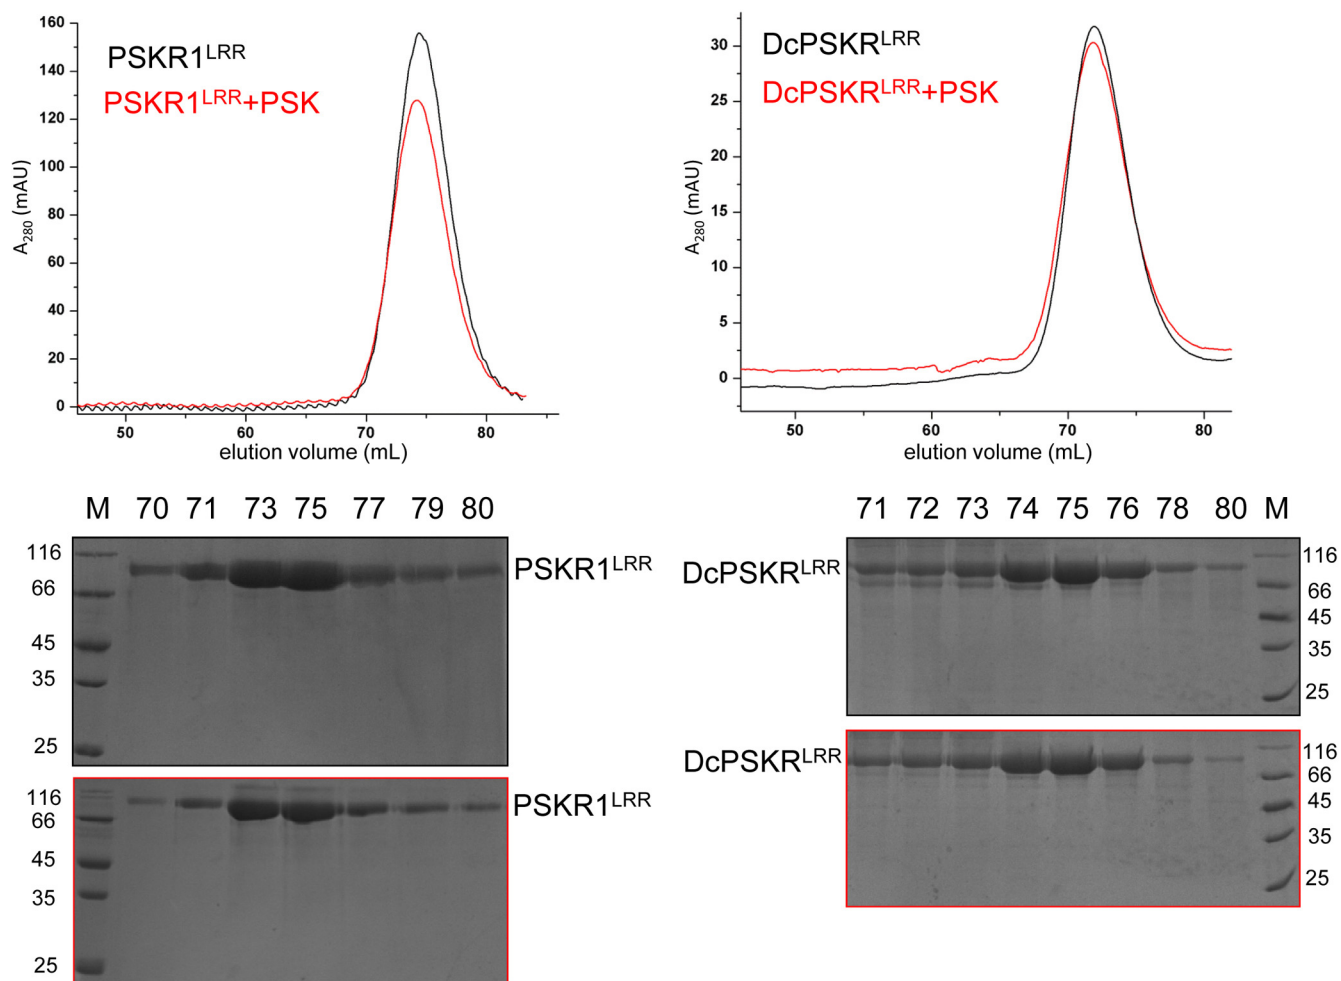 PSKR1LRR
PSKR1LRR+PSK
A280 (mAU)
160
140
120
100
80
60
40
20
0
50 60 70 80
elution volume (mL)
DcPSKRLRR
DcPSKRLRR+PSK
A280 (mAU)
30
25
20
15
10
5
0
50 60 70 80
elution volume (mL)
M 70 71 73 75 77 79 80
116
66
45
35
25
PSKR1LRR
116
66
45
35
25
PSKR1LRR
71 72 73 74 75 76 78 80 M
DcPSKRLRR
116
66
45
35
25
DcPSKRLRR
116
66
45
35
25